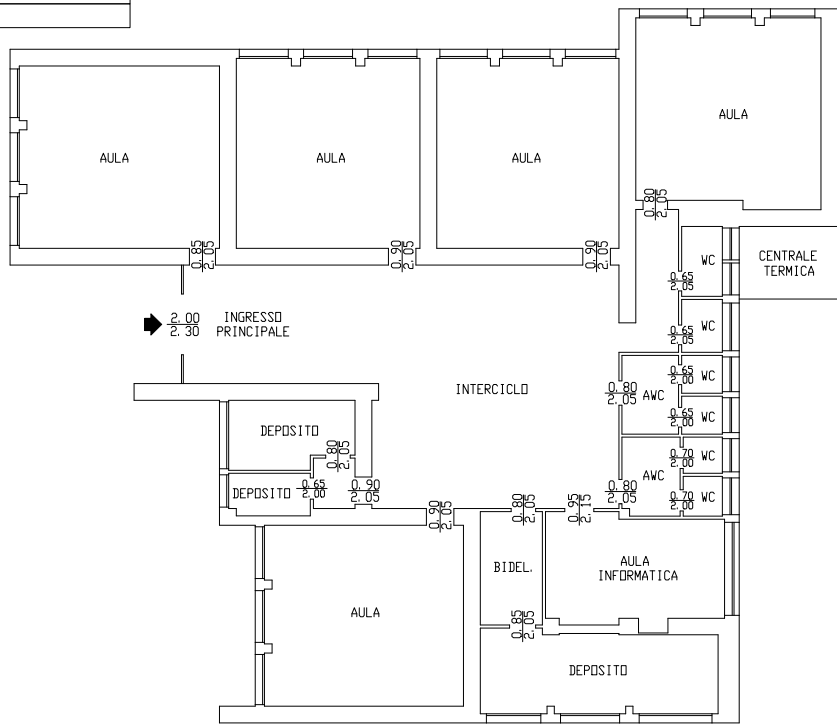 AULA
AULA
AULA
AULA
0.80
2.05
0.85
2.05
0.90
2.05
0.90
2.05
WC
CENTRALE
TERMICA
0.65
2.05
2.00
2.30
INGRESSO
PRINCIPALE
WC
0.65
2.05
INTERCICLO
0.80
2.05
AWC
0.65
2.00
WC
0.65
2.00
WC
DEPOSITO
0.80
2.05
0.70
2.00
WC
DEPOSITO
0.65
2.00
0.90
2.05
0.80
2.05
AWC
0.70
2.00
WC
0.90
2.05
0.80
2.05
0.95
2.15
BIDEL.
AULA
INFORMATICA
AULA
0.85
2.05
DEPOSITO